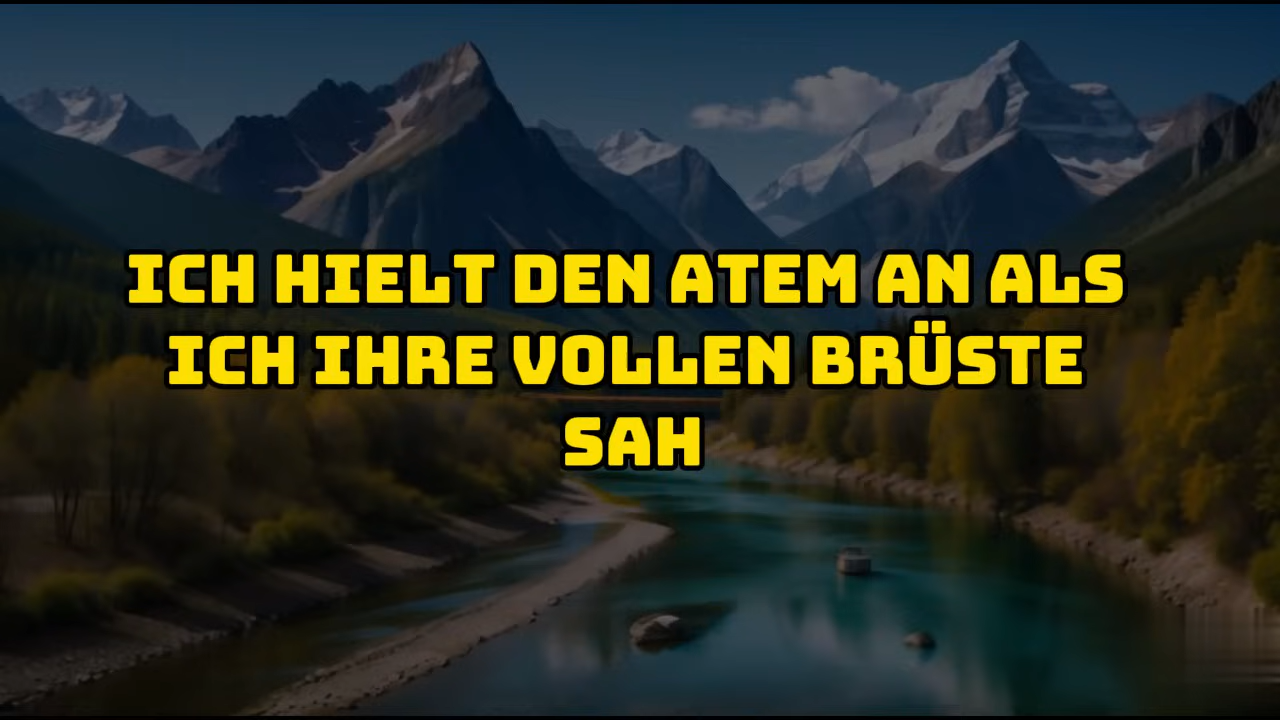 ICH HIELT DEN ATEM AN ALS
ICH IHRE VOLLEN BRÜSTE
SAH